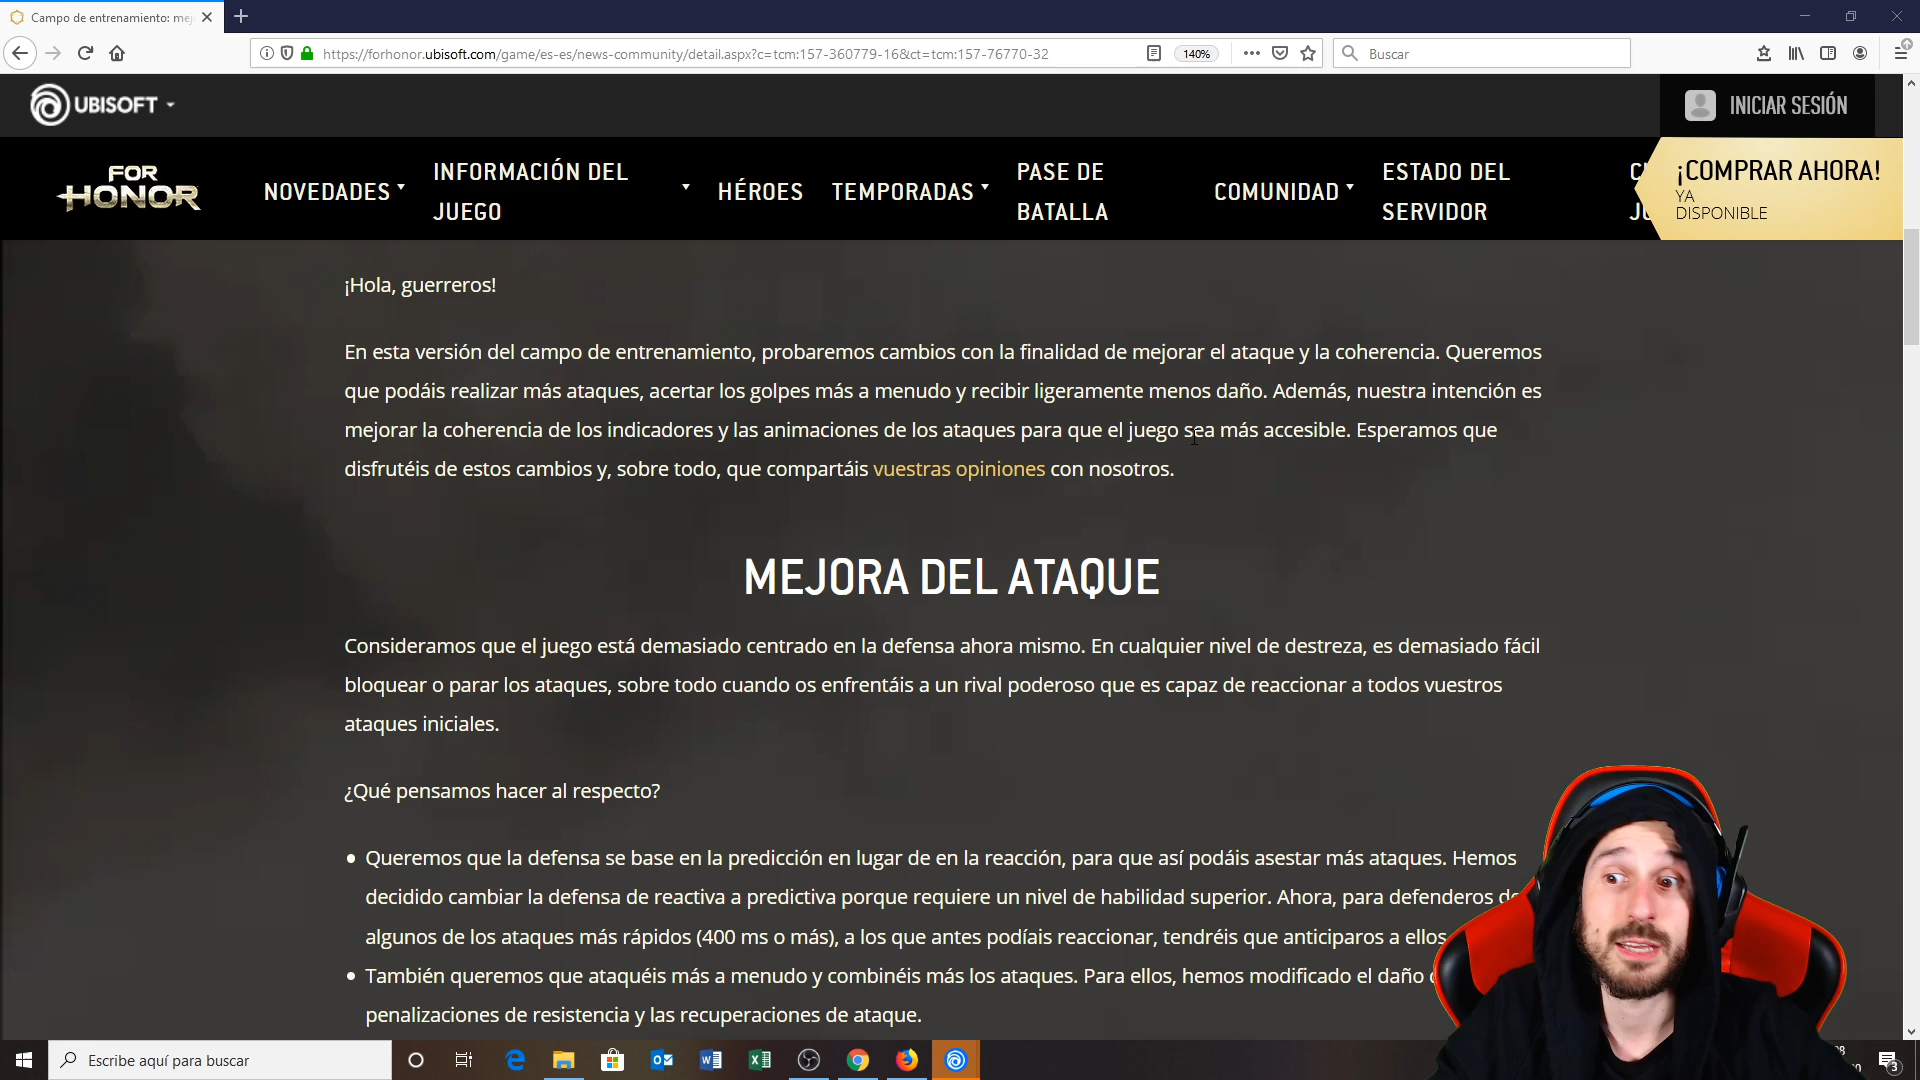 Campo de entrenamiento: me
https://forhonor.ubisoft.com/game/es-es/news-community/detail.aspx?c=tcm:157-360779-16&ct=tcm:157-76770-32
140%
Buscar
UBISOFT
INICIAR SESIÓN
FOR HONOR
NOVEDADES
INFORMACIÓN DEL JUEGO
HÉROES
TEMPORADAS
PASE DE BATALLA
COMUNIDAD
ESTADO DEL SERVIDOR
¡COMPRAR AHORA!
YA
DISPONIBLE
¡Hola, guerreros!
En esta versión del campo de entrenamiento, probaremos cambios con la finalidad de mejorar el ataque y la coherencia. Queremos
que podáis realizar más ataques, acertar los golpes más a menudo y recibir ligeramente menos daño. Además, nuestra intención es
mejorar la coherencia de los indicadores y las animaciones de los ataques para que el juego sea más accesible. Esperamos que
disfrutéis de estos cambios y, sobre todo, que compartáis vuestras opiniones con nosotros.
MEJORA DEL ATAQUE
Consideramos que el juego está demasiado centrado en la defensa ahora mismo. En cualquier nivel de destreza, es demasiado fácil
bloquear o parar los ataques, sobre todo cuando os enfrentáis a un rival poderoso que es capaz de reaccionar a todos vuestros
ataques iniciales.
¿Qué pensamos hacer al respecto?
Queremos que la defensa se base en la predicción en lugar de en la reacción, para que así podáis asestar más ataques. Hemos
decidido cambiar la defensa de reactiva a predictiva porque requiere un nivel de habilidad superior. Ahora, para defenderos de
algunos de los ataques más rápidos (400 ms o más), a los que antes podíais reaccionar, tendréis que anticiparos a ellos
También queremos que ataquéis más a menudo y combinéis más los ataques. Para ellos, hemos modificado el daño
penalizaciones de resistencia y las recuperaciones de ataque.
Escribe aquí para buscar
3